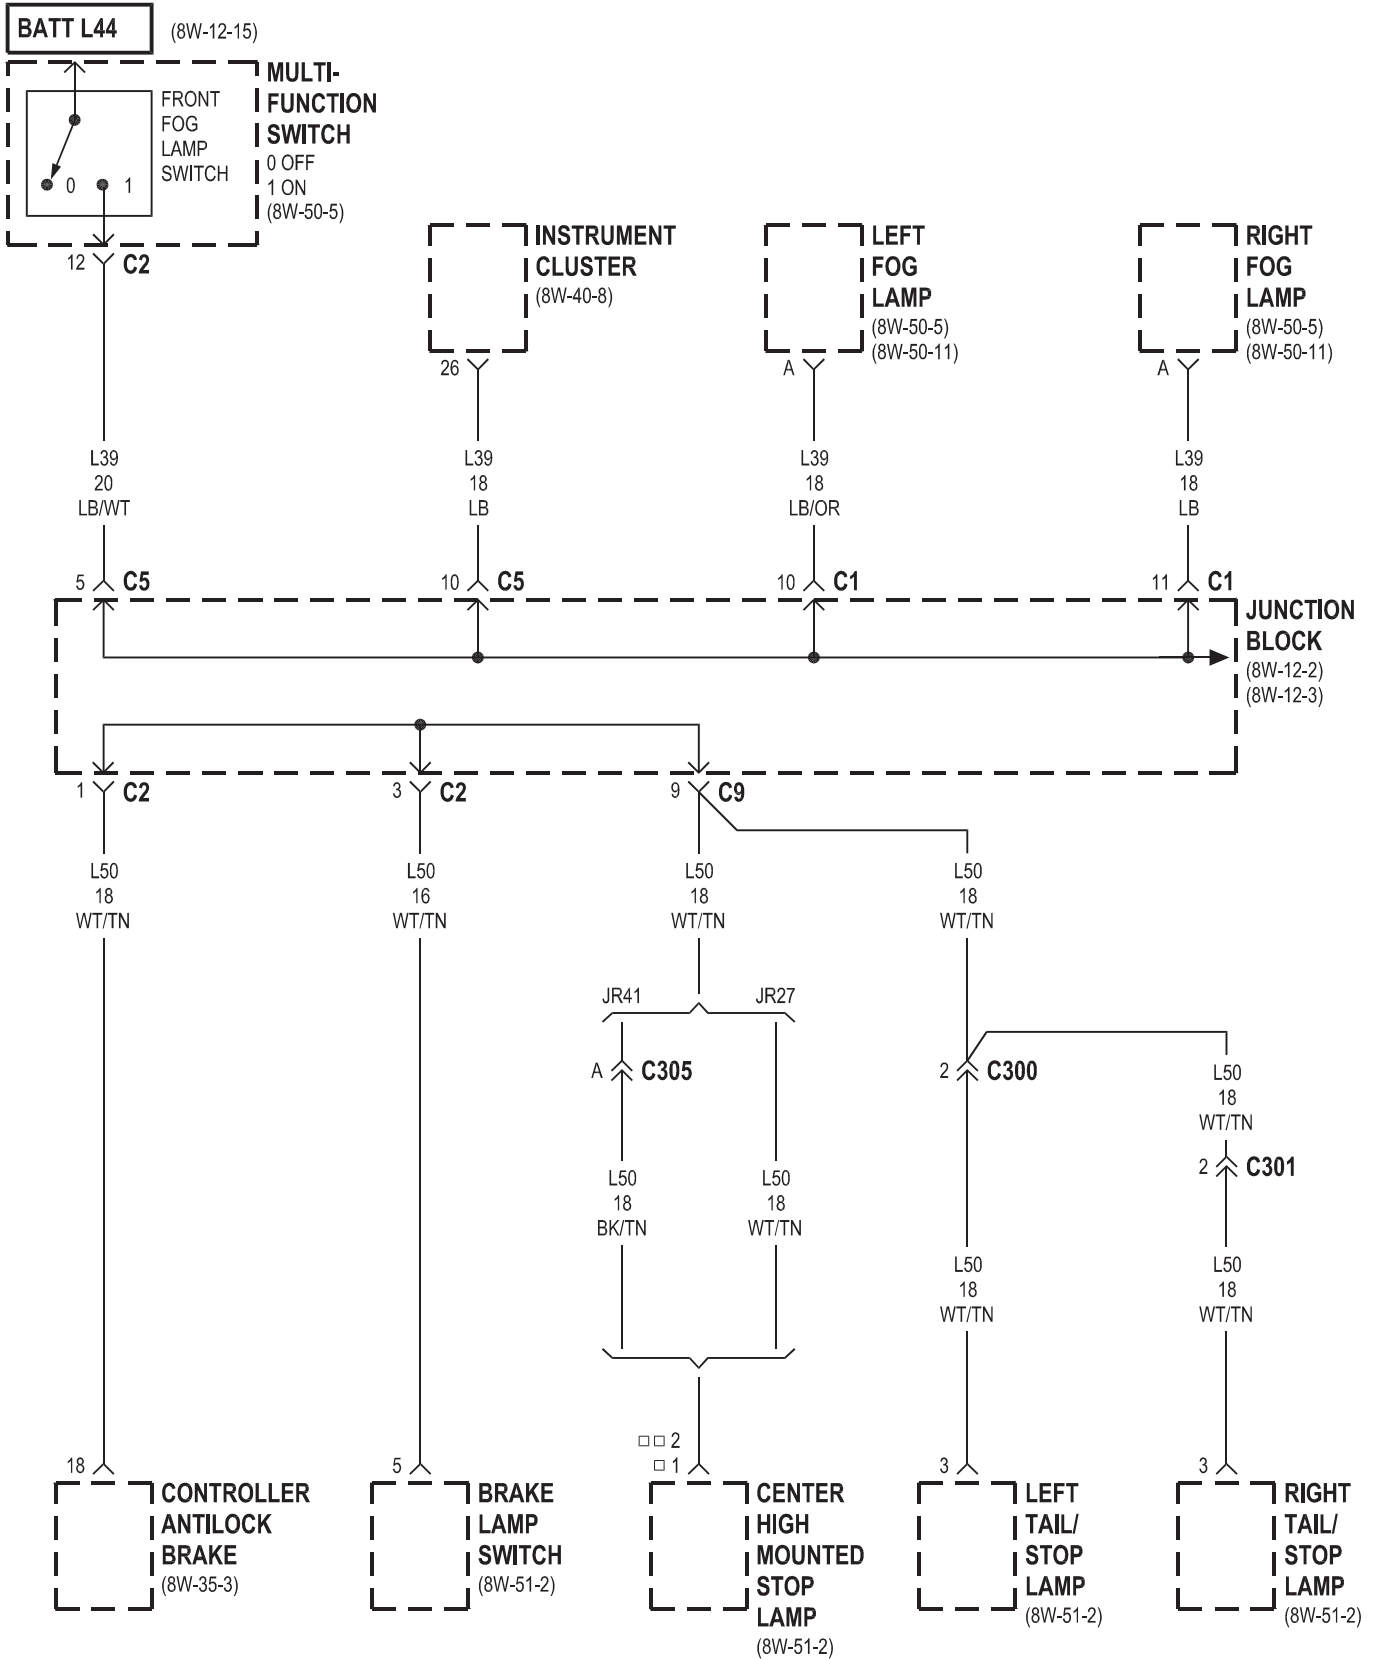 BATT L44
(8W-12-15)
MULTI-
FUNCTION
SWITCH
0 OFF
1 ON
(8W-50-5)
FRONT
FOG
LAMP
SWITCH
0
1
12
C2
INSTRUMENT
CLUSTER
(8W-40-8)
26
LEFT
FOG
LAMP
(8W-50-5)
(8W-50-11)
A
RIGHT
FOG
LAMP
(8W-50-5)
(8W-50-11)
A
L39
20
LB/WT
L39
18
LB
L39
18
LB/OR
L39
18
LB
5
C5
10
C5
10
C1
11
C1
JUNCTION
BLOCK
(8W-12-2)
(8W-12-3)
1
C2
3
C2
9
C9
L50
18
WT/TN
L50
16
WT/TN
L50
18
WT/TN
L50
18
WT/TN
JR41
JR27
A
C305
2
C300
L50
18
WT/TN
2
C301
L50
18
BK/TN
L50
18
WT/TN
L50
18
WT/TN
L50
18
WT/TN
18
5
□□ 2
□ 1
3
3
CONTROLLER
ANTILOCK
BRAKE
(8W-35-3)
BRAKE
LAMP
SWITCH
(8W-51-2)
CENTER
HIGH
MOUNTED
STOP
LAMP
(8W-51-2)
LEFT
TAIL/
STOP
LAMP
(8W-51-2)
RIGHT
TAIL/
STOP
LAMP
(8W-51-2)